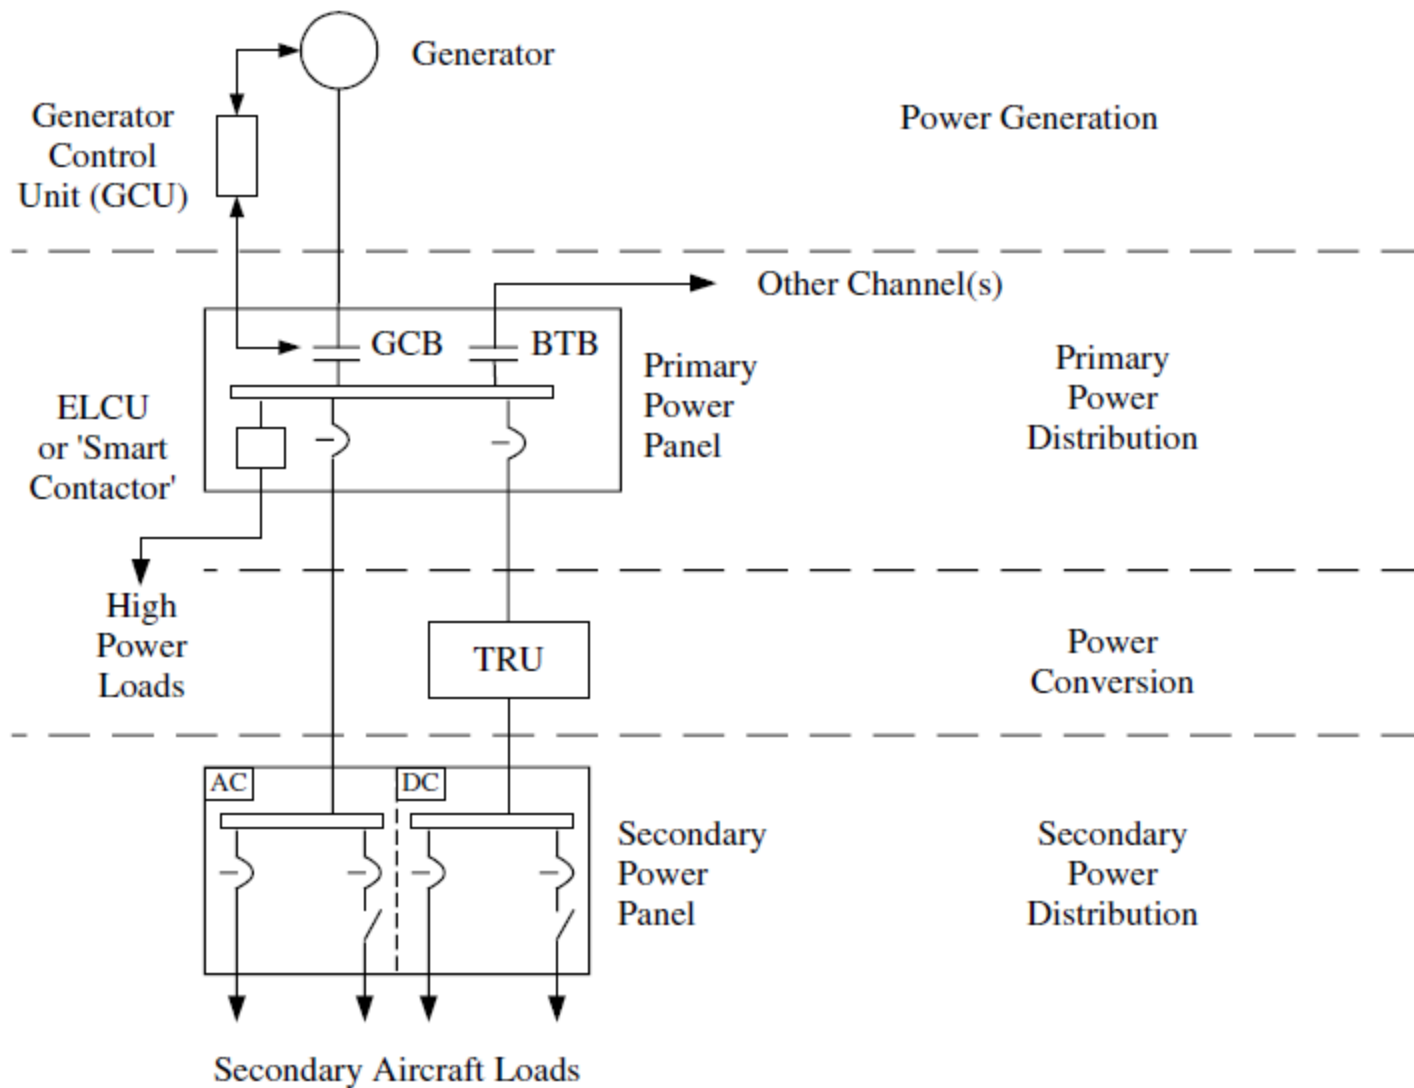 Generator
Generator
Control
Unit (GCU)
Power Generation
Other Channel(s)
GCB
BTB
Primary
Power
Panel
Primary
Power
Distribution
ELCU
or 'Smart
Contactor'
High
Power
Loads
TRU
Power
Conversion
AC
DC
Secondary
Power
Panel
Secondary
Power
Distribution
Secondary Aircraft Loads